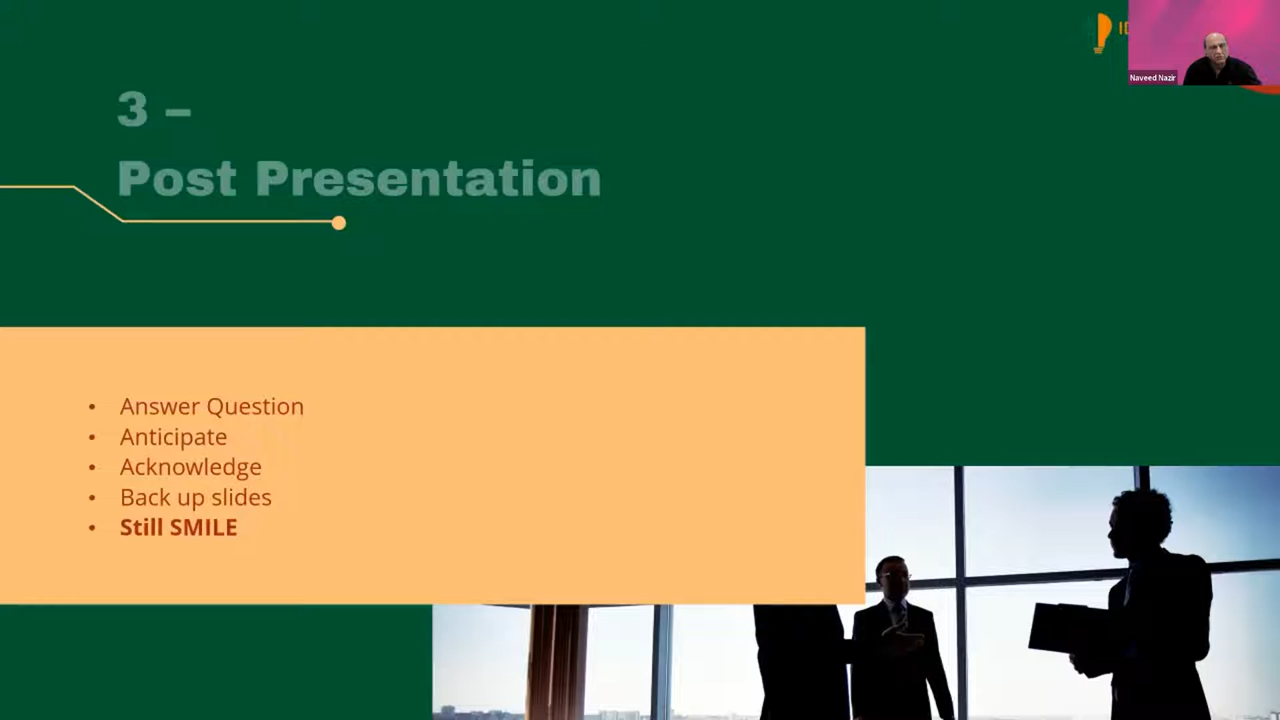 3 –
Post Presentation
• Answer Question
• Anticipate
• Acknowledge
• Back up slides
• Still SMILE
Naveed Nazir